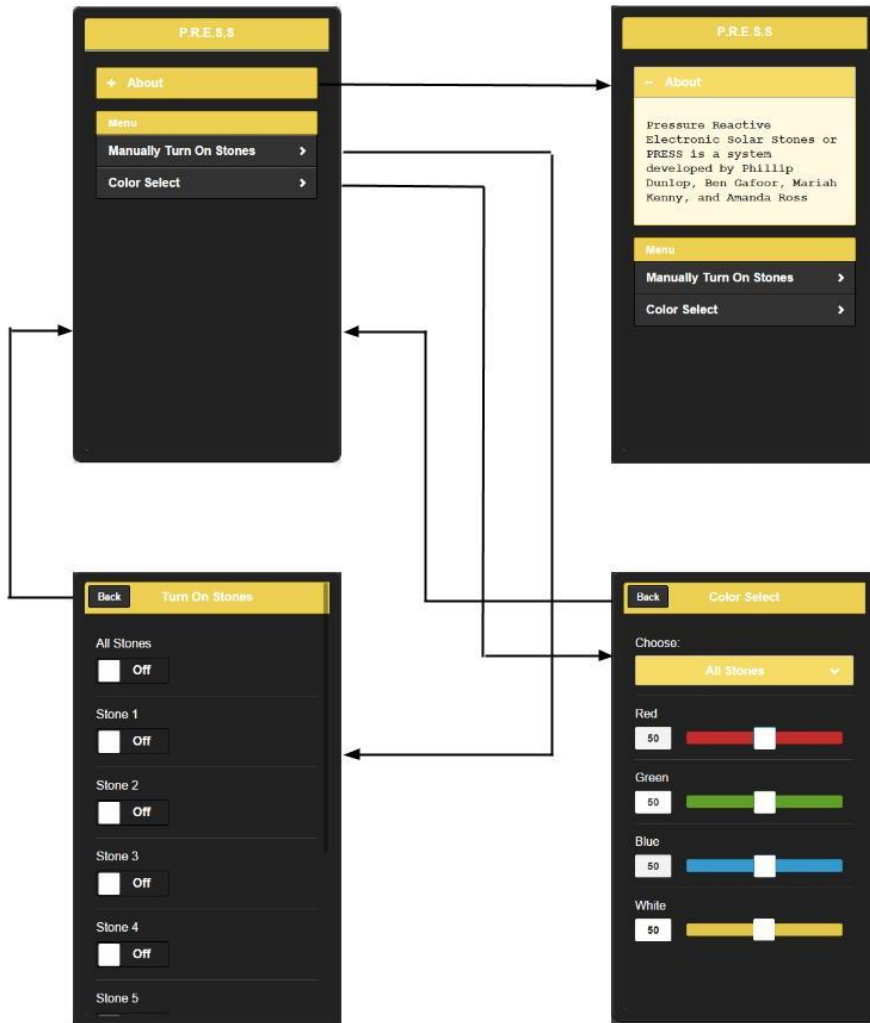 P.R.E.S.S
+ About
Menu
Manually Turn On Stones
Color Select
P.R.E.S.S
− About
Pressure Reactive
Electronic Solar Stones or
PRESS is a system
developed by Phillip
Dunlop, Ben Gafoor, Mariah
Kenny, and Amanda Ross
Menu
Manually Turn On Stones
Color Select
Back Turn On Stones
All Stones
Off
Stone 1
Off
Stone 2
Off
Stone 3
Off
Stone 4
Off
Stone 5
Back Color Select
Choose:
All Stones
Red
50
Green
50
Blue
50
White
50